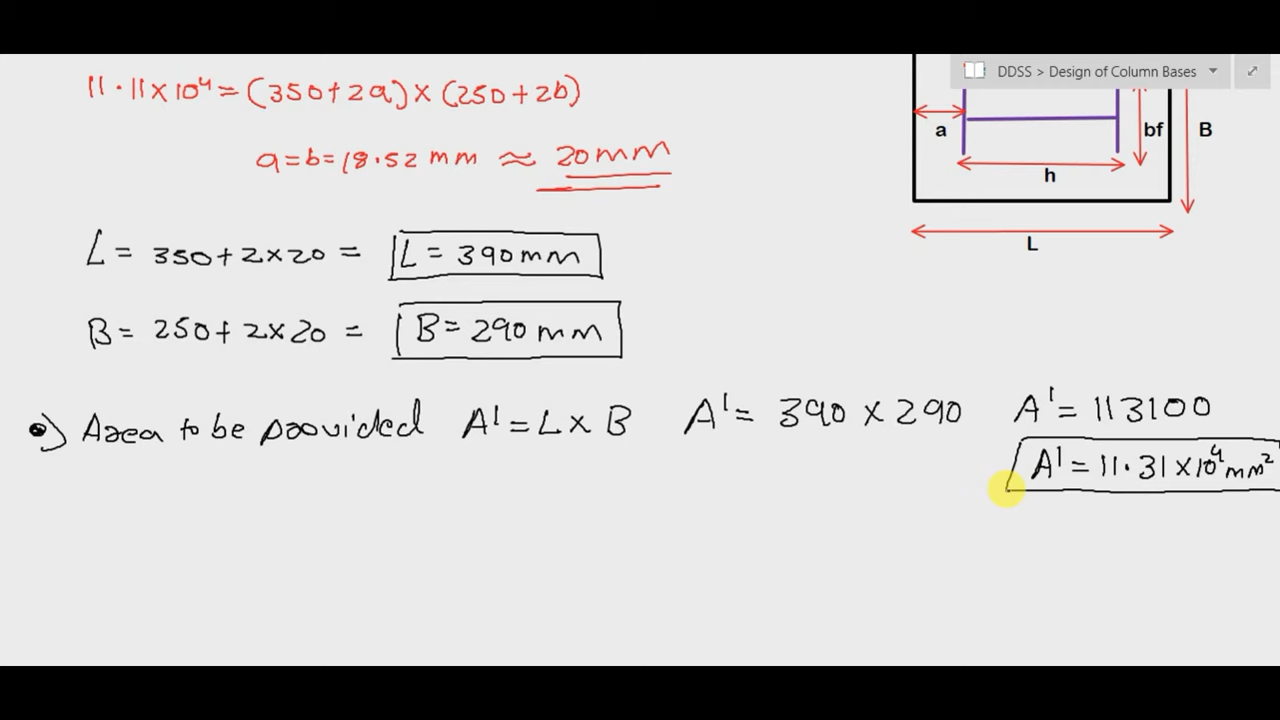 11.11×10⁴ = (350+2a) × (250+2b)
a=b=18.52 mm ≈ 20mm
L = 350+2×20 = L = 390mm
B = 250+2×20 = B = 290mm
•) Area to be provided A' = L × B A' = 390 × 290 A' = 113100
A' = 11.31 ×10⁴ mm²
DDSS > Design of Column Bases
a
bf
B
h
L